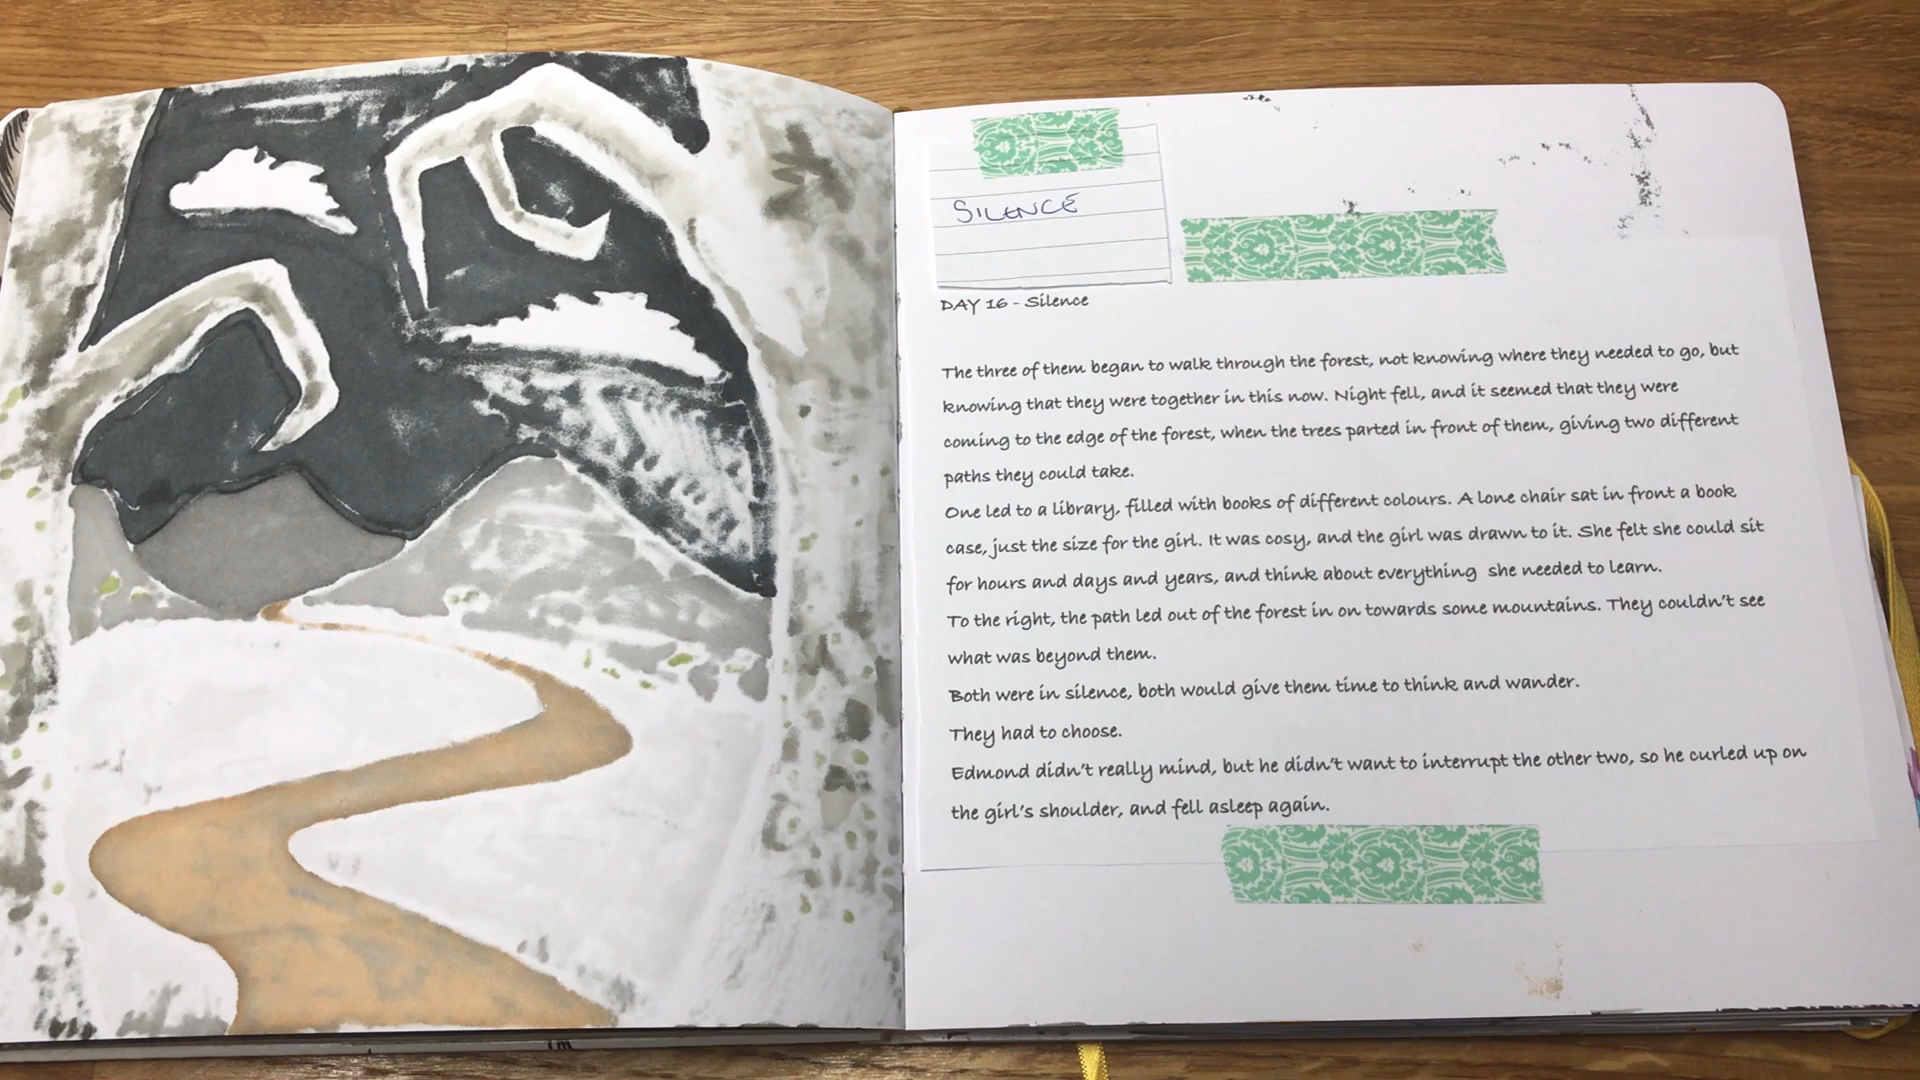 SILENCE
DAY 16 - Silence
The three of them began to walk through the forest, not knowing where they needed to go, but
knowing that they were together in this now. Night fell, and it seemed that they were
coming to the edge of the forest, when the trees parted in front of them, giving two different
paths they could take.
One led to a library, filled with books of different colours. A lone chair sat in front a book
case, just the size for the girl. It was cosy, and the girl was drawn to it. She felt she could sit
for hours and days and years, and think about everything she needed to learn.
To the right, the path led out of the forest in on towards some mountains. They couldn't see
what was beyond them.
Both were in silence, both would give them time to think and wander.
They had to choose.
Edmond didn't really mind, but he didn't want to interrupt the other two, so he curled up on
the girl's shoulder, and fell asleep again.